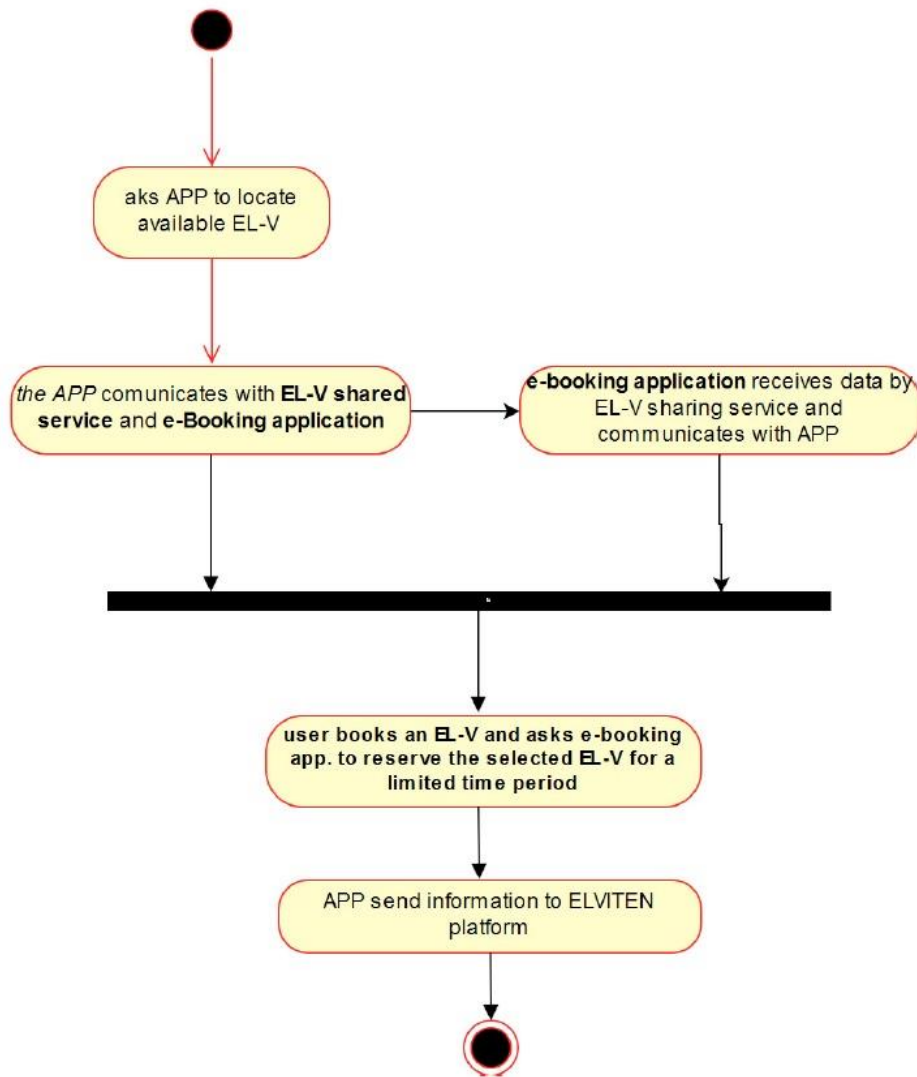 aks APP to locate
available EL-V
the APP comunicates with EL-V shared
service and e-Booking application
e-booking application receives data by
EL-V sharing service and
communicates with APP
user books an EL-V and asks e-booking
app. to reserve the selected EL-V for a
limited time period
APP send information to ELVITEN
platform